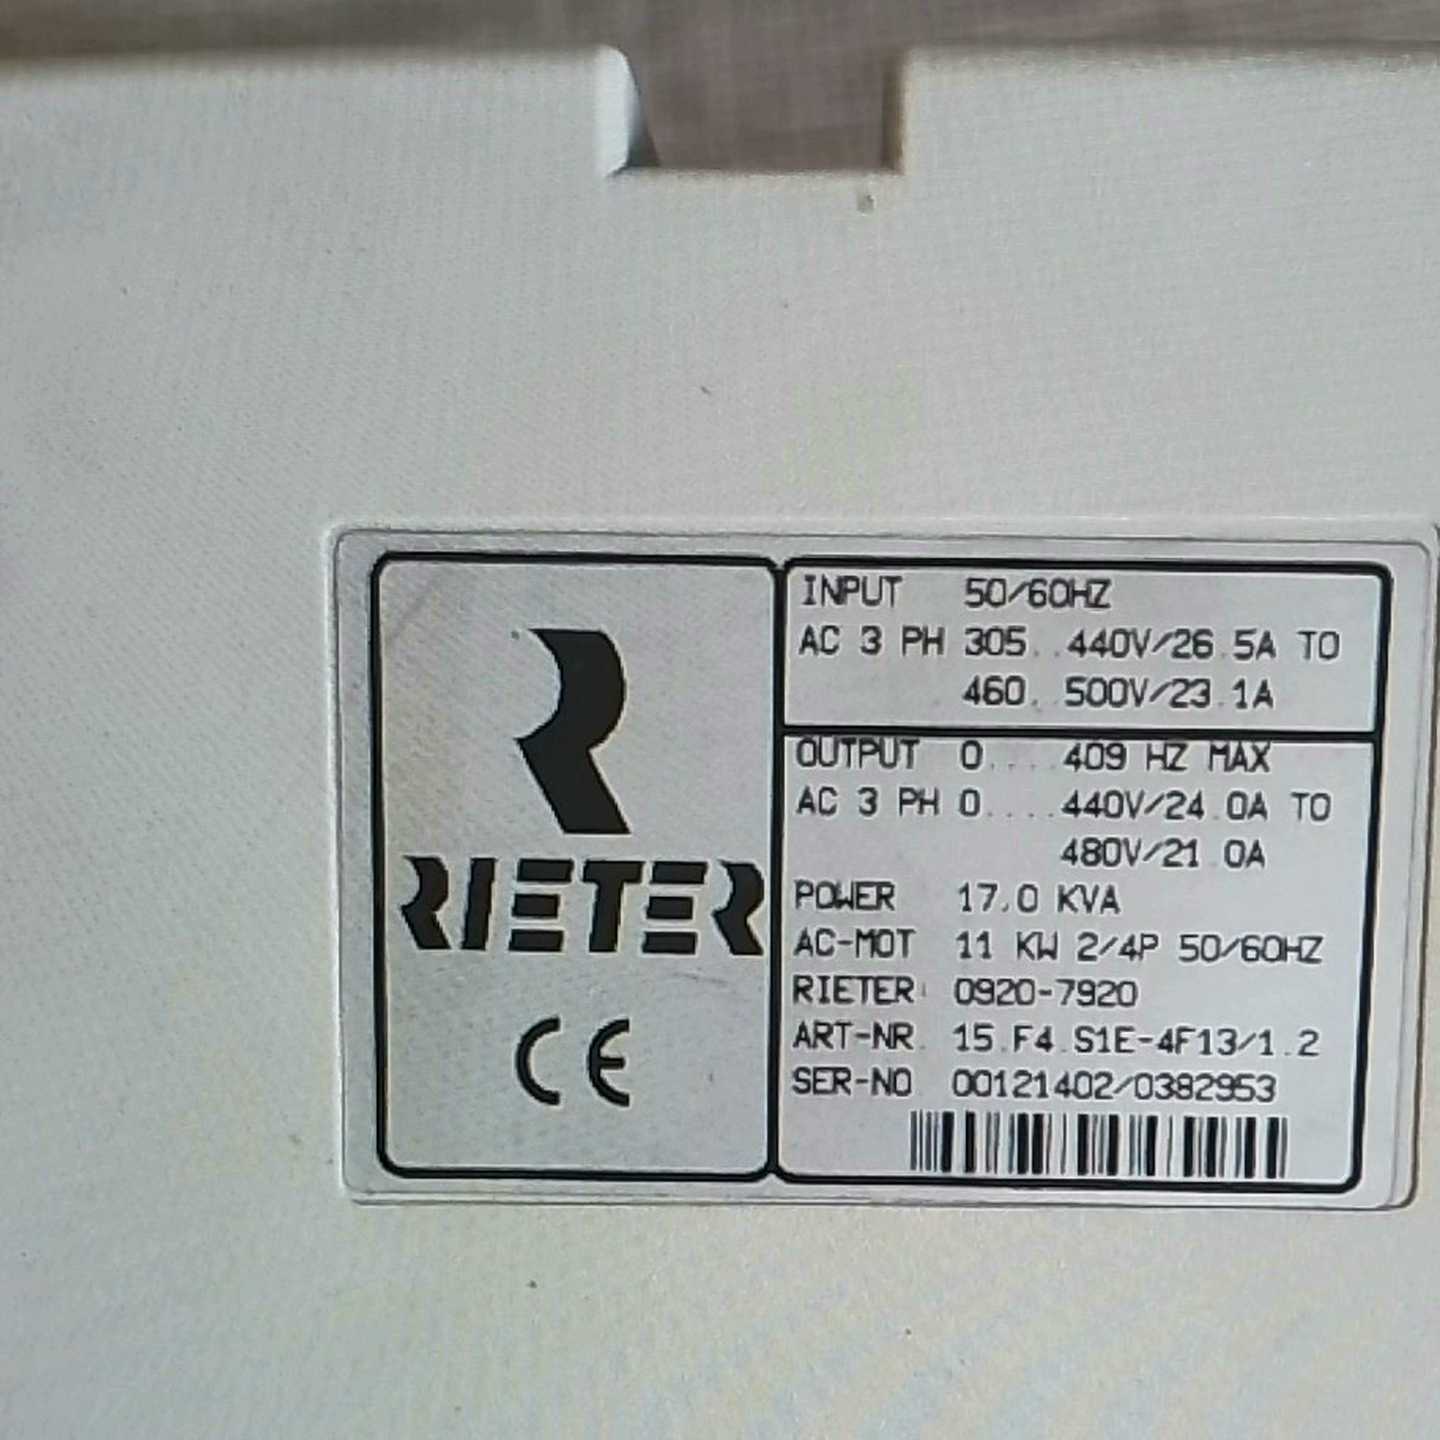 RIETER
CE
INPUT 50/60HZ
AC 3 PH 305..440V/26.5A TO
460..500V/23.1A
OUTPUT 0....409 HZ MAX
AC 3 PH 0....440V/24.0A TO
480V/21.0A
POWER 17,0 KVA
AC-MOT 11 KW 2/4P 50/60HZ
RIETER: 0920-7920
ART-NR. 15.F4.S1E-4F13/1.2
SER-NO 00121402/0382953